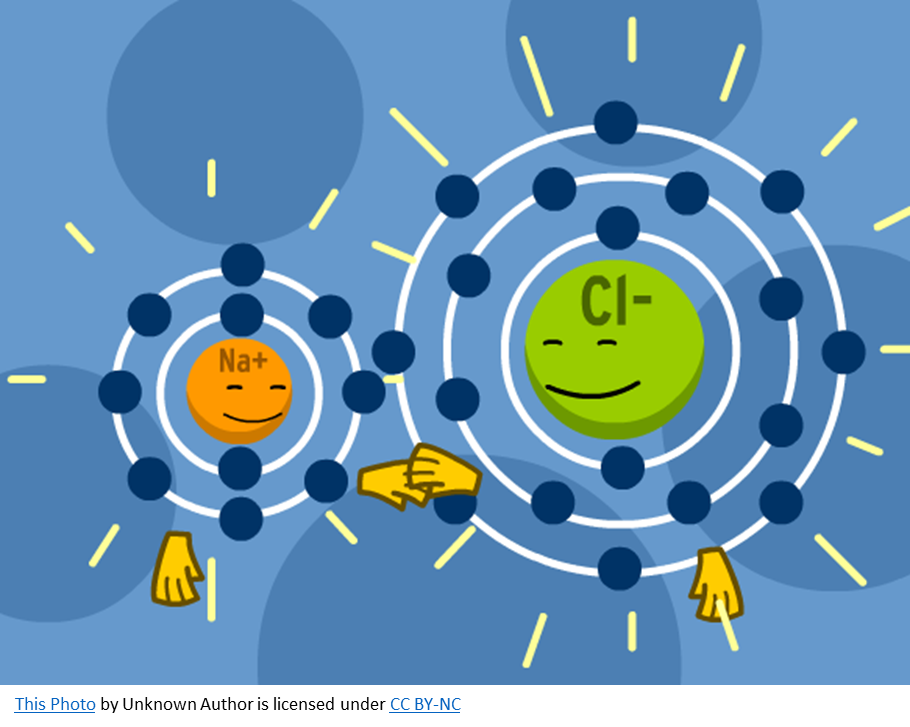 Cl-
Na+
This Photo by Unknown Author is licensed under CC BY-NC